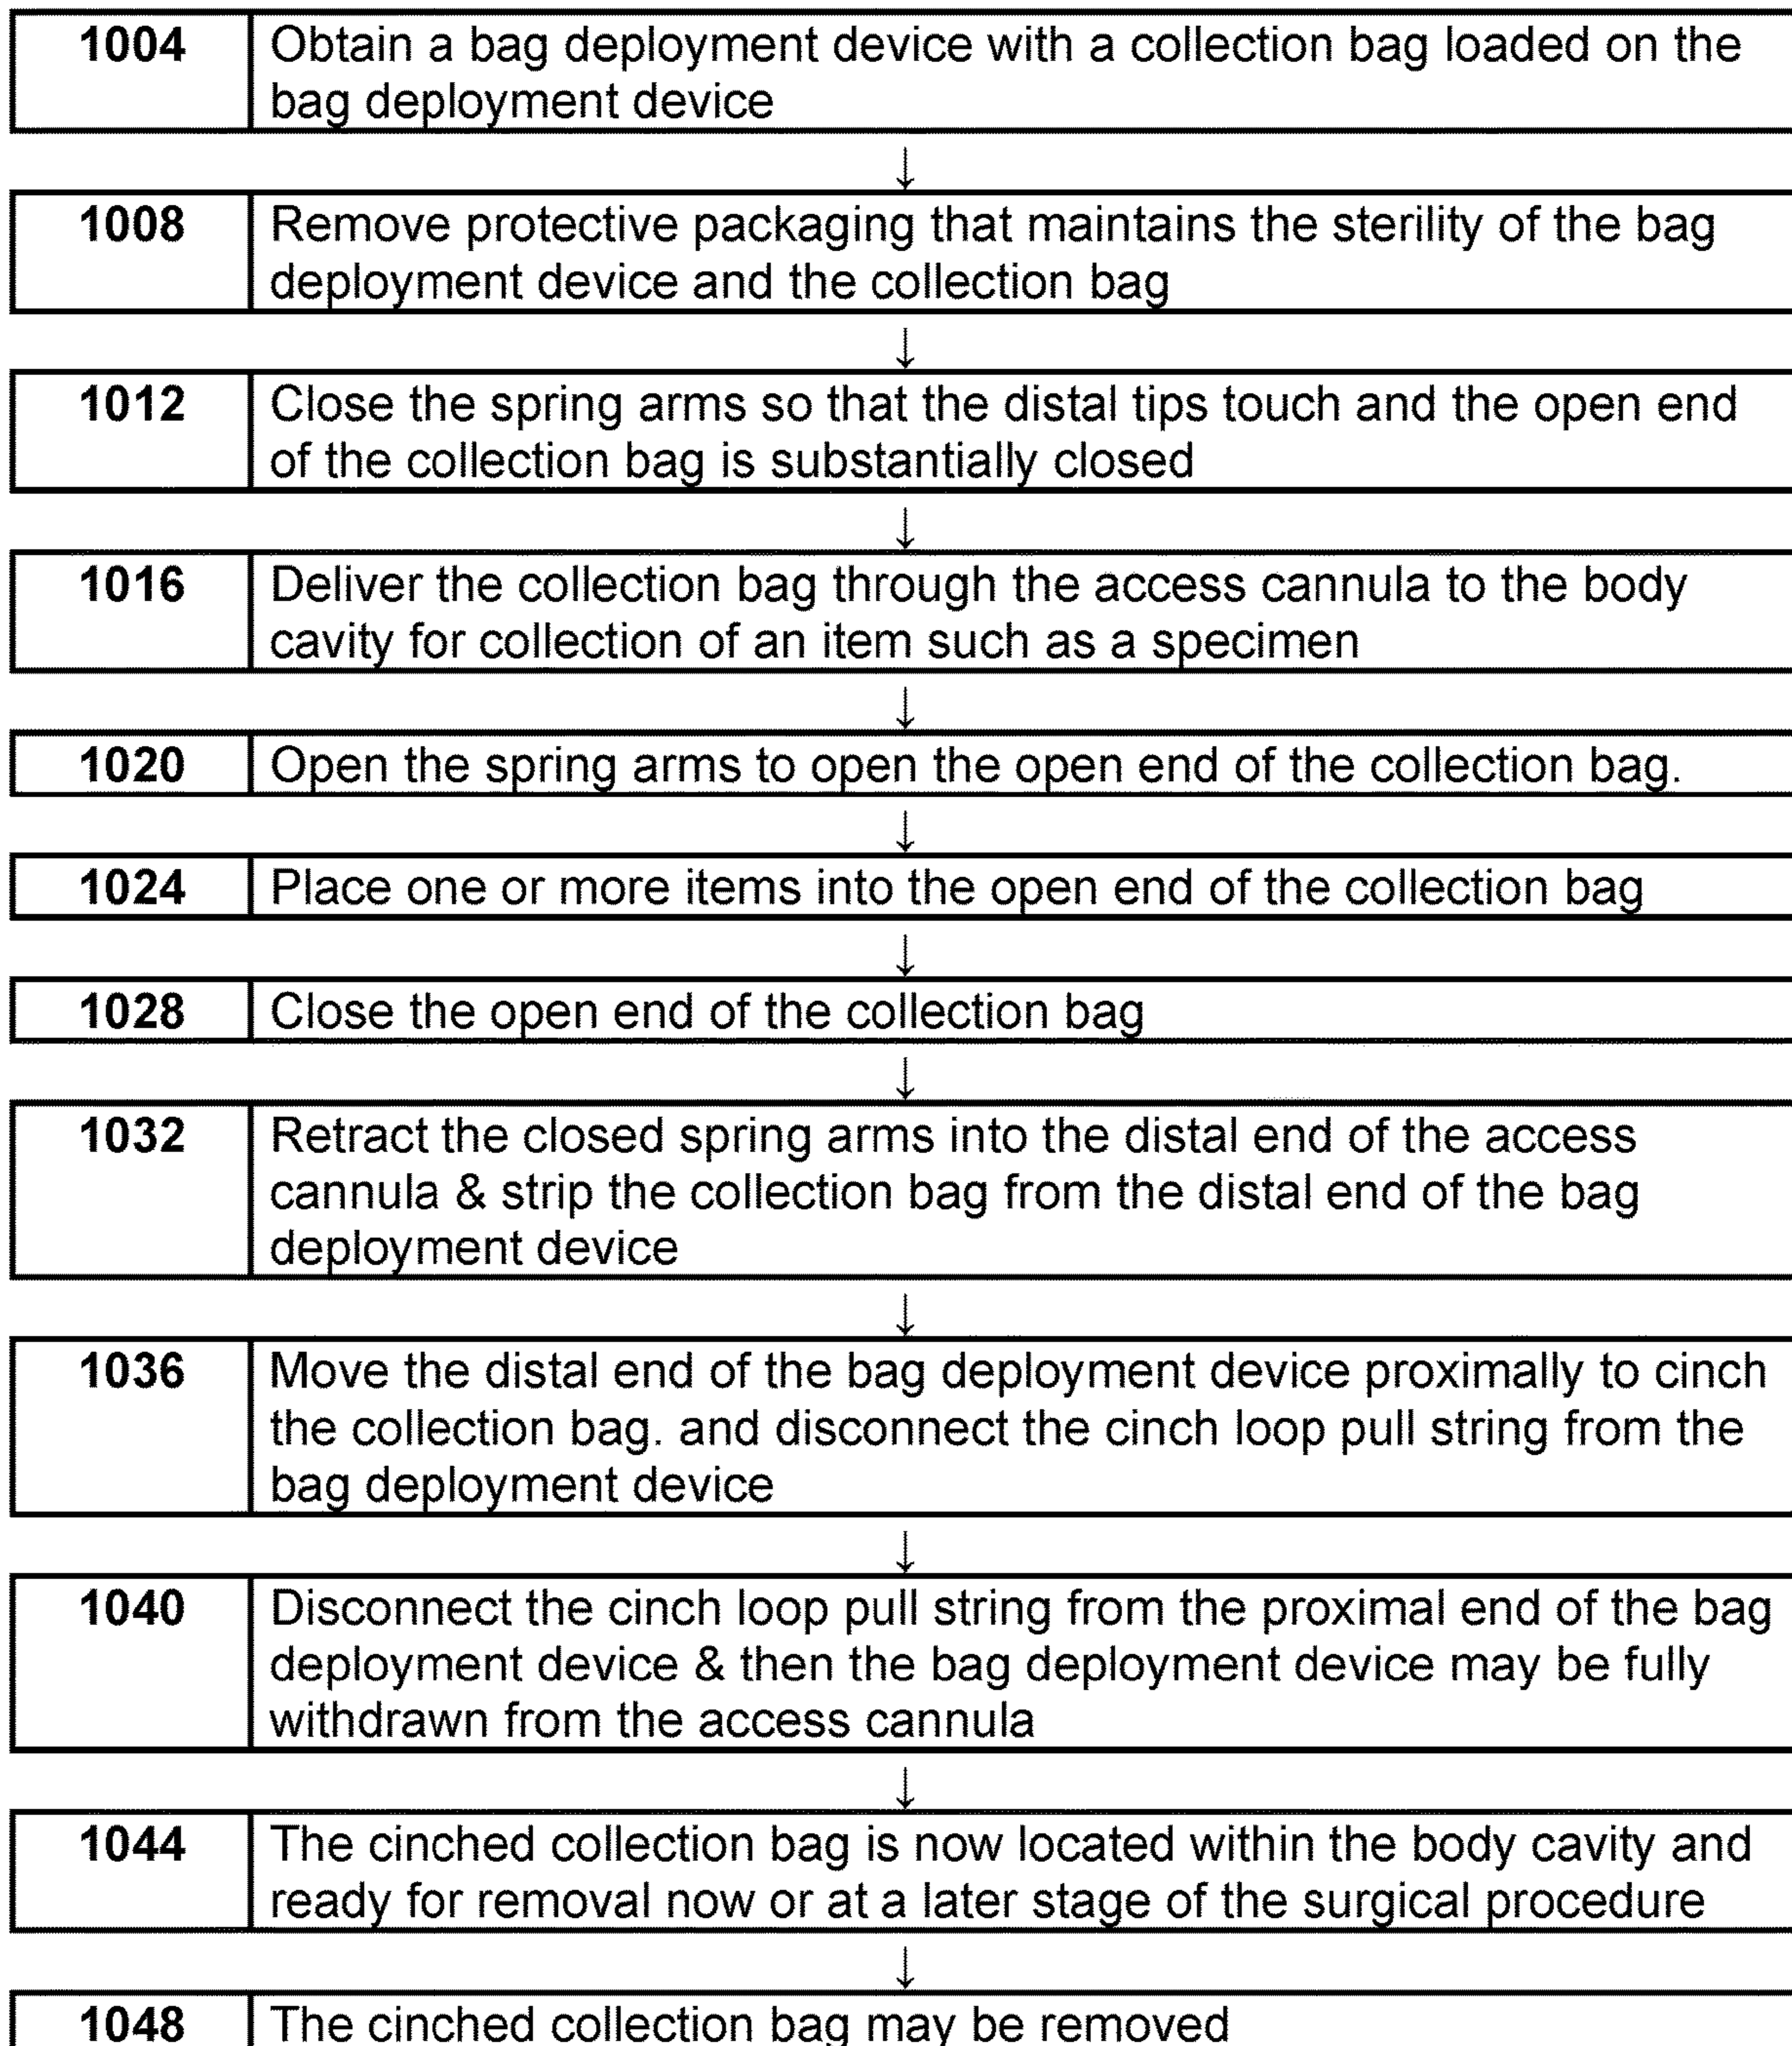 1004 Obtain a bag deployment device with a collection bag loaded on the
bag deployment device
↓
1008 Remove protective packaging that maintains the sterility of the bag
deployment device and the collection bag
↓
1012 Close the spring arms so that the distal tips touch and the open end
of the collection bag is substantially closed
↓
1016 Deliver the collection bag through the access cannula to the body
cavity for collection of an item such as a specimen
↓
1020 Open the spring arms to open the open end of the collection bag.
↓
1024 Place one or more items into the open end of the collection bag
↓
1028 Close the open end of the collection bag
↓
1032 Retract the closed spring arms into the distal end of the access
cannula & strip the collection bag from the distal end of the bag
deployment device
↓
1036 Move the distal end of the bag deployment device proximally to cinch
the collection bag. and disconnect the cinch loop pull string from the
bag deployment device
↓
1040 Disconnect the cinch loop pull string from the proximal end of the bag
deployment device & then the bag deployment device may be fully
withdrawn from the access cannula
↓
1044 The cinched collection bag is now located within the body cavity and
ready for removal now or at a later stage of the surgical procedure
↓
1048 The cinched collection bag may be removed